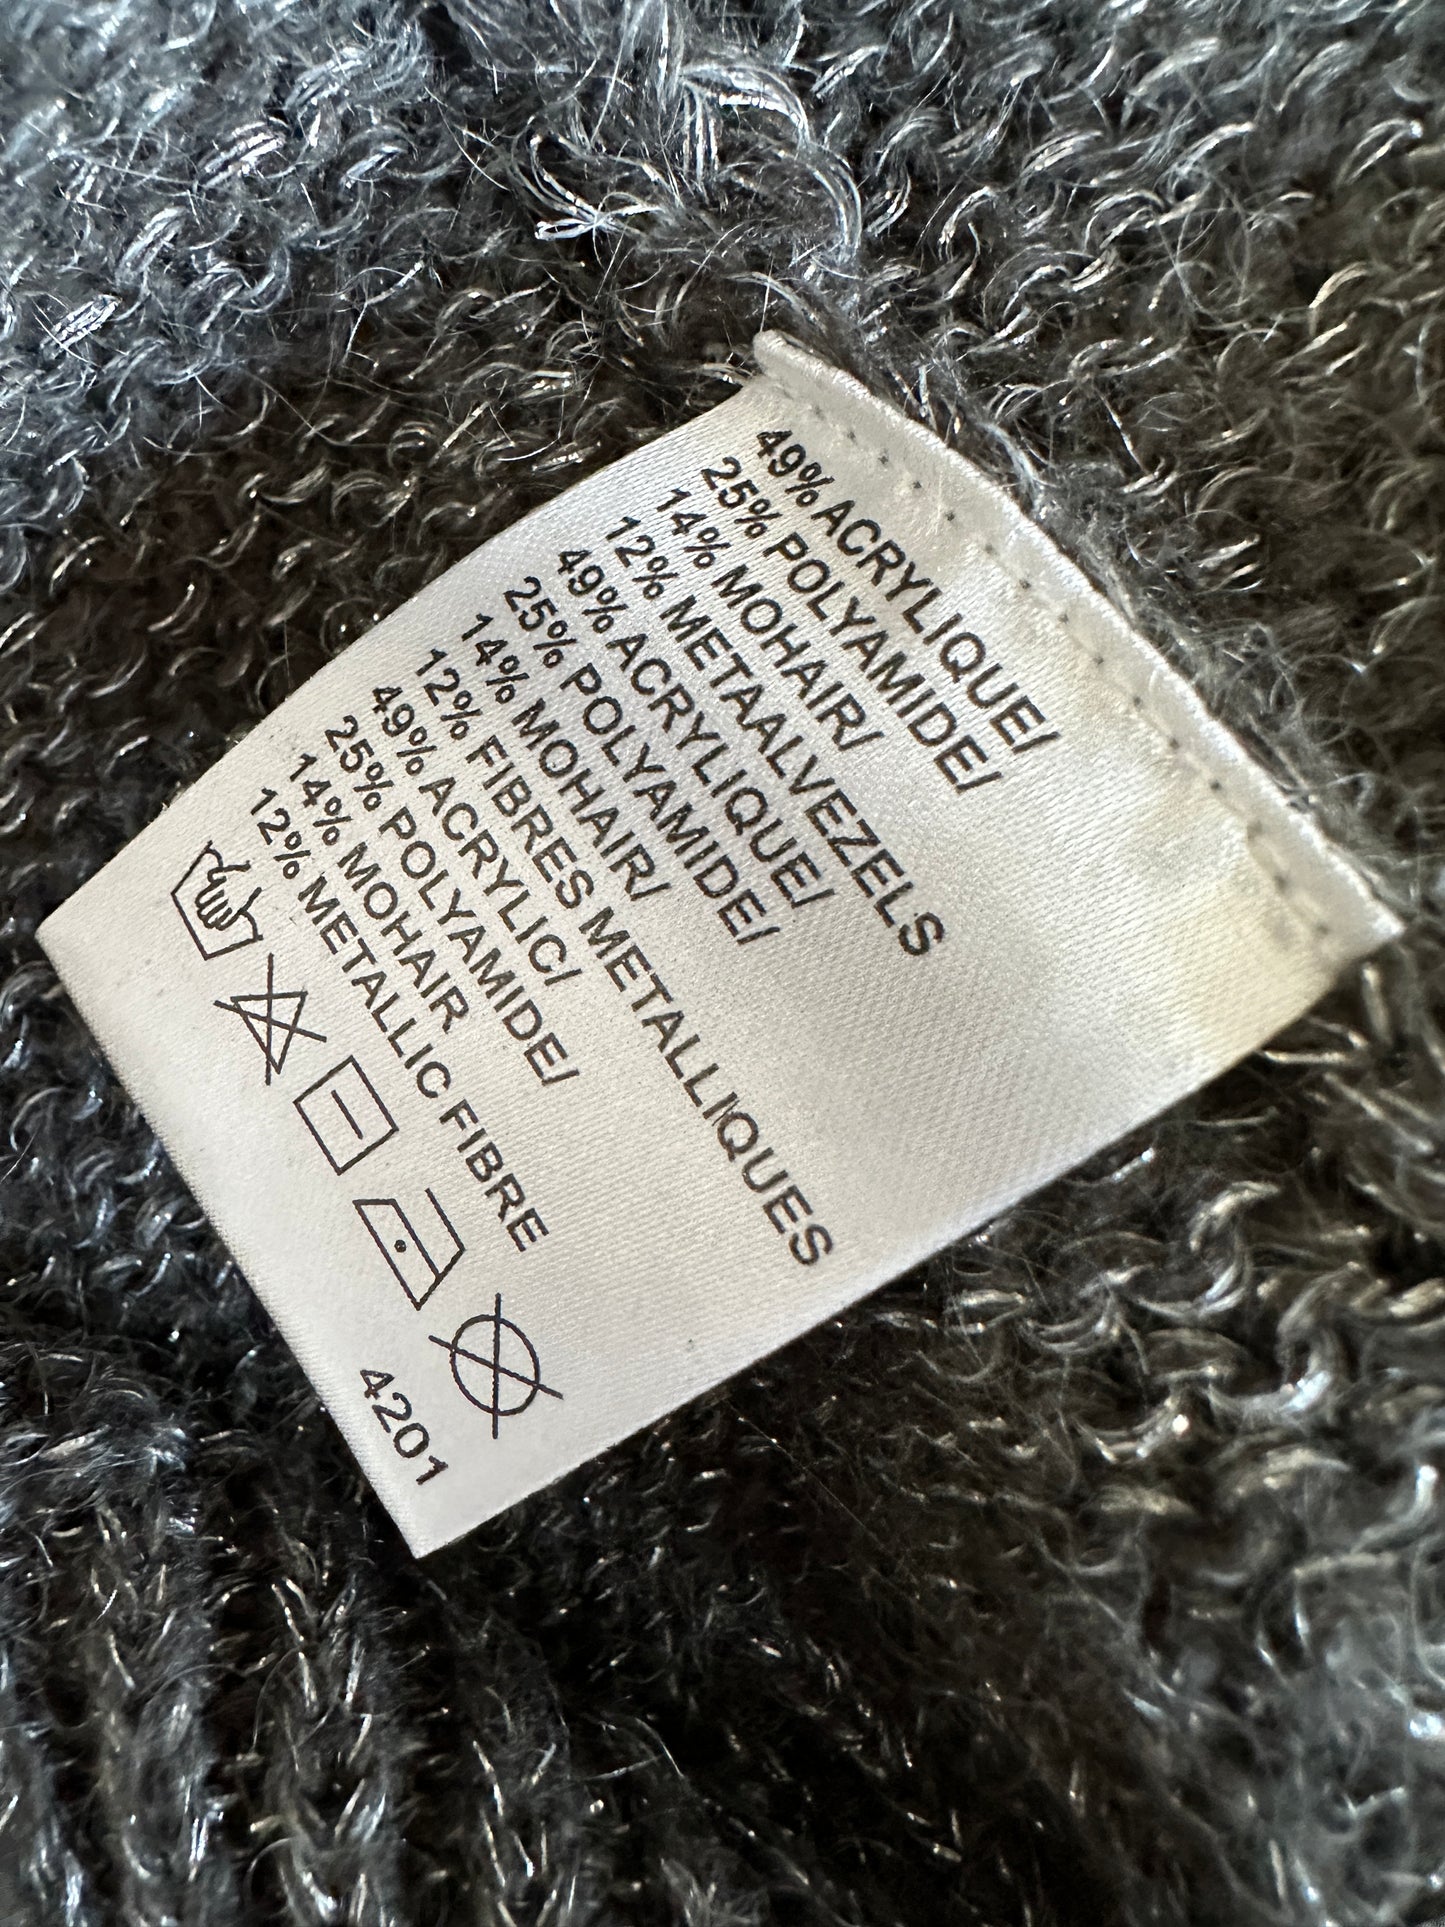 49% ACRYLIQUE/
25% POLYAMIDE/
14% MOHAIR/
12% METAALVEZELS
49% ACRYLIQUE/
25% POLYAMIDE/
14% MOHAIR/
12% FIBRES METALLIQUES
49% ACRYLIC/
25% POLYAMIDE/
14% MOHAIR
12% METALLIC FIBRE
4201